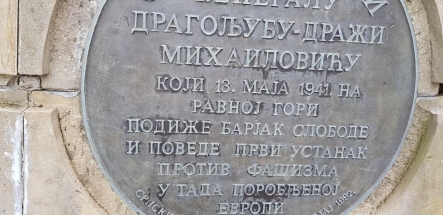 ГЕНЕРАЛУ
ДРАГОЉУБУ-ДРАЖИ
МИХАИЛОВИЋУ
КОЈИ 13. МАЈА 1941. НА
РАВНОЈ ГОРИ
ПОДИЖЕ БАРЈАК СЛОБОДЕ
И ПОВЕДЕ ПРВИ УСТАНАК
ПРОТИВ ФАШИЗМА
У ТАДА ПОРОБЉЕНОЈ
ЕВРОПИ